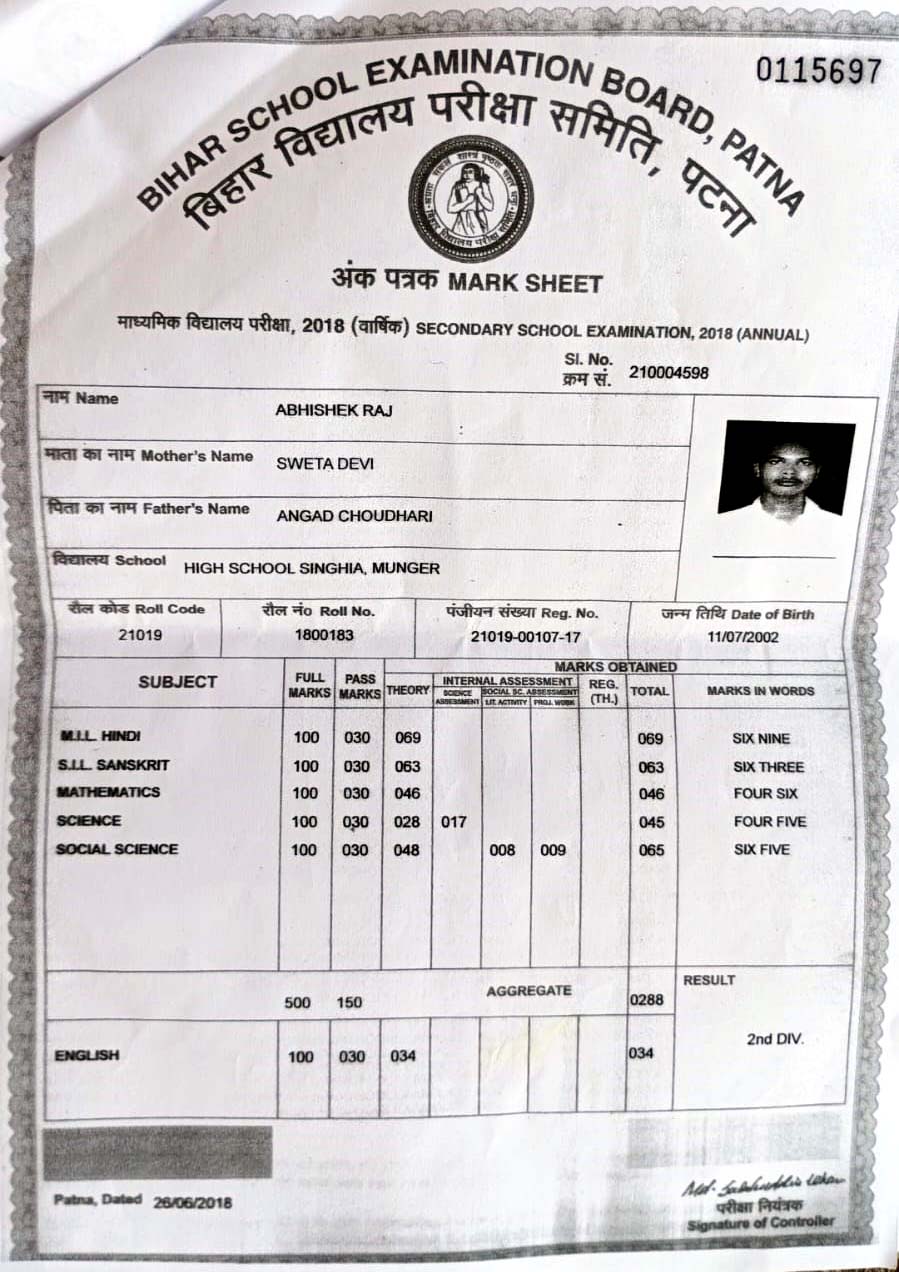 0115697
BIHAR SCHOOL EXAMINATION BOARD, PATNA
बिहार विद्यालय परीक्षा समिति, पटना
अंक पत्रक MARK SHEET
माध्यमिक विद्यालय परीक्षा, 2018 (वार्षिक) SECONDARY SCHOOL EXAMINATION, 2018 (ANNUAL)
Sl. No.
क्रम सं. 210004598
नाम Name ABHISHEK RAJ
माता का नाम Mother's Name SWETA DEVI
पिता का नाम Father's Name ANGAD CHOUDHARI
विद्यालय School HIGH SCHOOL SINGHIA, MUNGER
रौल कोड Roll Code रौल नं० Roll No. पंजीयन संख्या Reg. No. जन्म तिथि Date of Birth
21019 1800183 21019-00107-17 11/07/2002
MARKS OBTAINED
SUBJECT FULL MARKS PASS MARKS THEORY INTERNAL ASSESSMENT REG. (TH.) TOTAL MARKS IN WORDS
SCIENCE ASSESSMENT SOCIAL SC. ASSESSMENT
LIT. ACTIVITY PROJ. WORK
M.I.L. HINDI 100 030 069 069 SIX NINE
S.I.L. SANSKRIT 100 030 063 063 SIX THREE
MATHEMATICS 100 030 046 046 FOUR SIX
SCIENCE 100 030 028 017 045 FOUR FIVE
SOCIAL SCIENCE 100 030 048 008 009 065 SIX FIVE
500 150 AGGREGATE 0288 RESULT
2nd DIV.
ENGLISH 100 030 034 034
Patna, Dated 26/06/2018
परीक्षा नियंत्रक
Signature of Controller